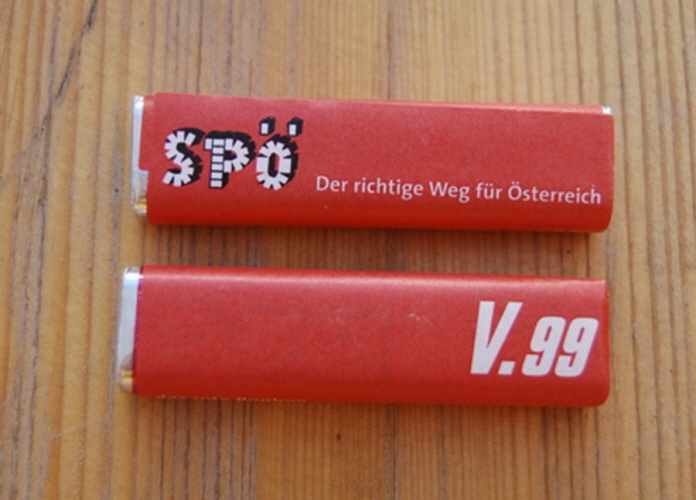 SPÖ
Der richtige Weg für Österreich
V.99